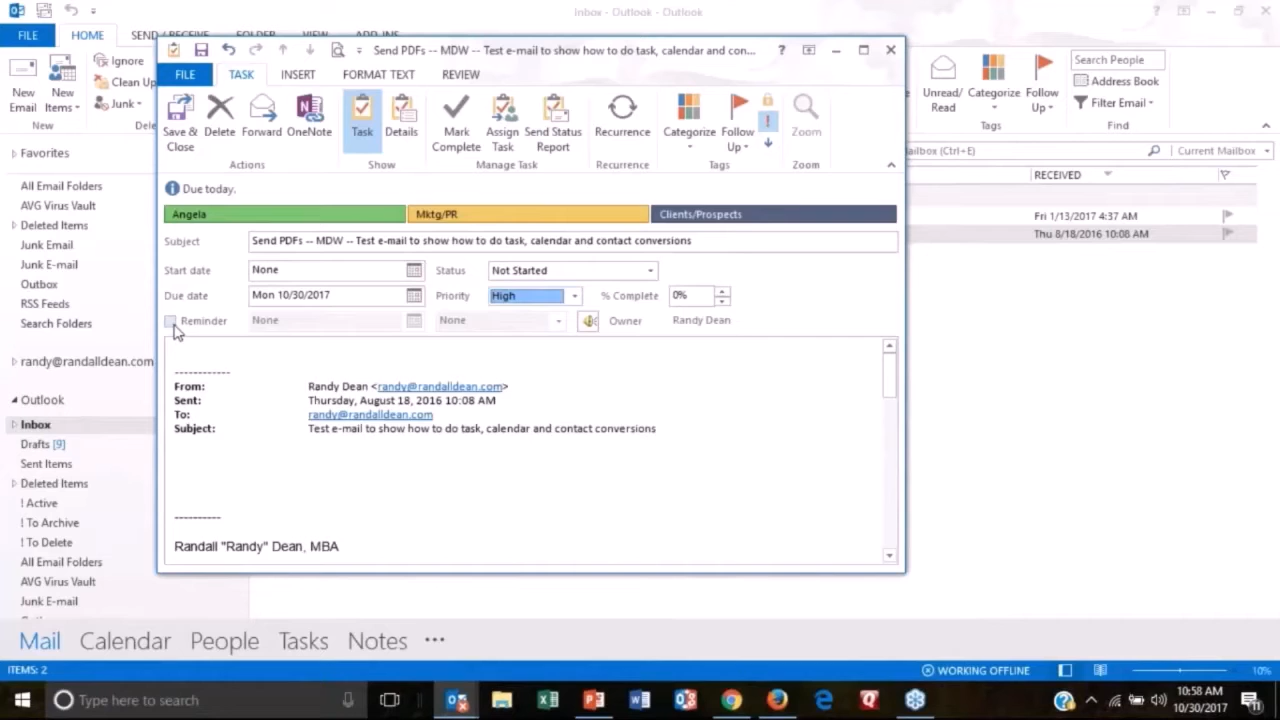 Inbox - Outlook - Outlook
FILE HOME SEND / RECEIVE FOLDER VIEW ADD-INS
New Email
New Items
Ignore
Clean Up
Junk
New
Dele
Unread/ Read
Categorize
Follow Up
Tags
Search People
Address Book
Filter Email
Find
Send PDFs -- MDW -- Test e-mail to show how to do task, calendar and con...
FILE TASK INSERT FORMAT TEXT REVIEW
Save & Close
Delete
Forward
OneNote
Actions
Task
Details
Show
Mark Complete
Assign Task
Send Status Report
Manage Task
Recurrence
Recurrence
Categorize
Follow Up
Tags
Zoom
Zoom
Due today.
Angela Mktg/PR Clients/Prospects
Subject Send PDFs -- MDW -- Test e-mail to show how to do task, calendar and contact conversions
Start date None Status Not Started
Due date Mon 10/30/2017 Priority High % Complete 0%
Reminder None None Owner Randy Dean
------------
From: Randy Dean <randy@randalldean.com>
Sent: Thursday, August 18, 2016 10:08 AM
To: randy@randalldean.com
Subject: Test e-mail to show how to do task, calendar and contact conversions
----------
Randall "Randy" Dean, MBA
Favorites
All Email Folders
AVG Virus Vault
Deleted Items
Junk Email
Junk E-mail
Outbox
RSS Feeds
Search Folders
randy@randalldean.com
Outlook
Inbox
Drafts [9]
Sent Items
Deleted Items
! Active
! To Archive
! To Delete
All Email Folders
AVG Virus Vault
Junk E-mail
ailbox (Ctrl+E) Current Mailbox
RECEIVED
Fri 1/13/2017 4:37 AM
Thu 8/18/2016 10:08 AM
Mail Calendar People Tasks Notes ...
ITEMS: 2
WORKING OFFLINE
10%
Type here to search
10:58 AM
10/30/2017